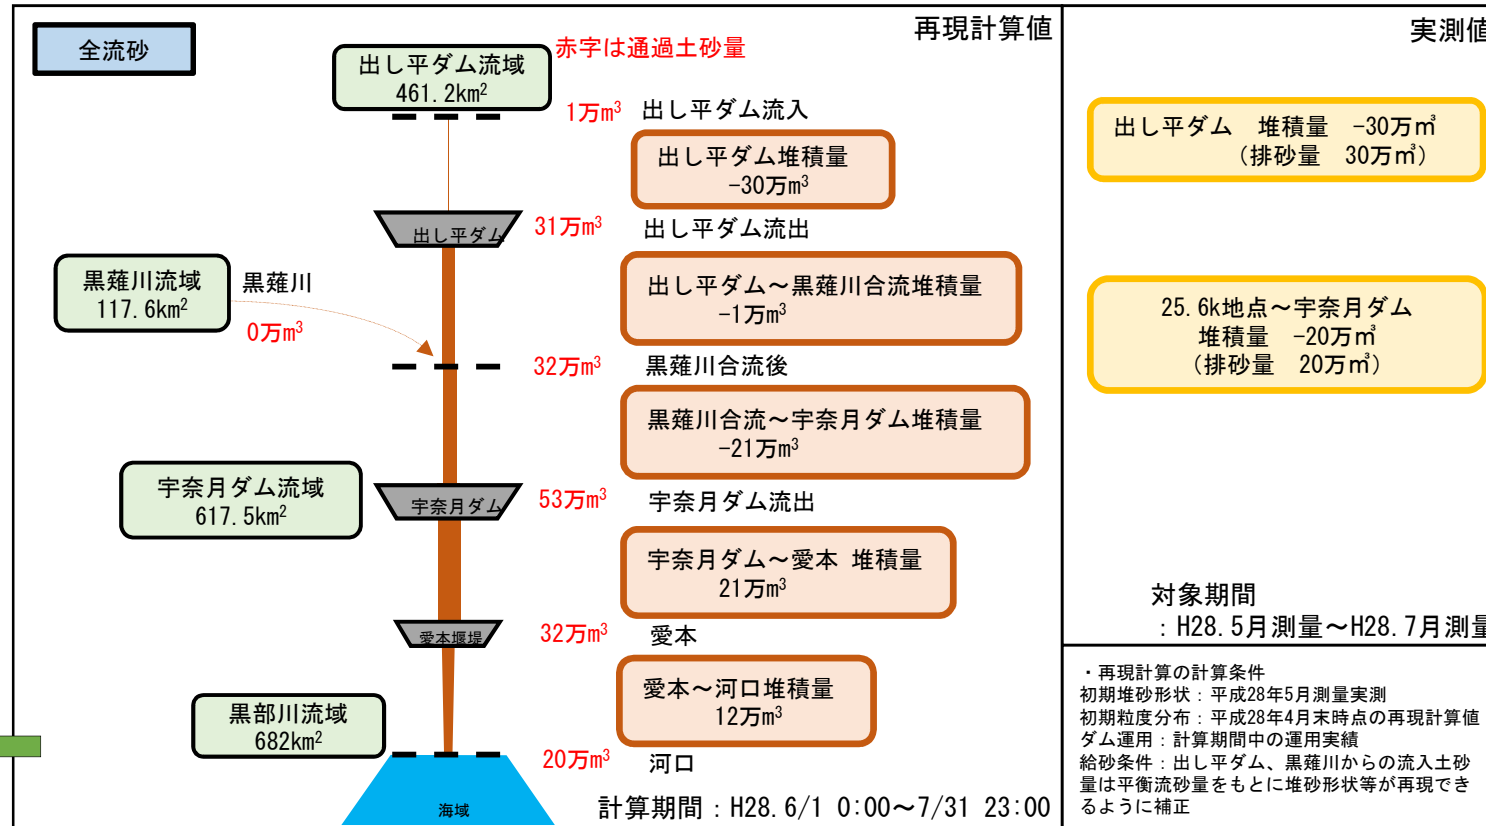 全流砂
再現計算値
実測値
赤字は通過土砂量
出し平ダム流域
461.2km²
1万m³ 出し平ダム流入
出し平ダム堆積量
-30万m³
出し平ダム
31万m³ 出し平ダム流出
黒薙川流域
117.6km²
黒薙川
0万m³
出し平ダム～黒薙川合流堆積量
-1万m³
32万m³ 黒薙川合流後
黒薙川合流～宇奈月ダム堆積量
-21万m³
宇奈月ダム流域
617.5km²
宇奈月ダム
53万m³ 宇奈月ダム流出
宇奈月ダム～愛本 堆積量
21万m³
愛本堰堤
32万m³ 愛本
愛本～河口堆積量
12万m³
黒部川流域
682km²
20万m³ 河口
海域
計算期間：H28.6/1 0:00～7/31 23:00
出し平ダム 堆積量 -30万㎥
（排砂量 30万㎥）
25.6k地点～宇奈月ダム
堆積量 -20万㎥
（排砂量 20万㎥）
対象期間
：H28.5月測量～H28.7月測量
・再現計算の計算条件
初期堆砂形状：平成28年5月測量実測
初期粒度分布：平成28年4月末時点の再現計算値
ダム運用：計算期間中の運用実績
給砂条件：出し平ダム、黒薙川からの流入土砂
量は平衡流砂量をもとに堆砂形状等が再現でき
るように補正